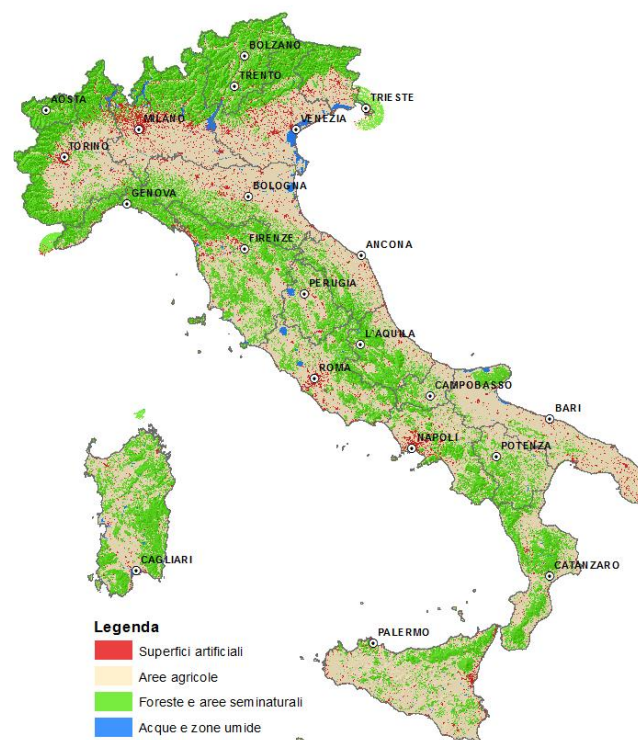 BOLZANO
TRENTO
AOSTA
TRIESTE
MILANO
VENEZIA
TORINO
BOLOGNA
GENOVA
FIRENZE
ANCONA
PERUGIA
L'AQUILA
ROMA
CAMPOBASSO
BARI
NAPOLI
POTENZA
CAGLIARI
CATANZARO
PALERMO
Legenda
Superfici artificiali
Aree agricole
Foreste e aree seminaturali
Acque e zone umide